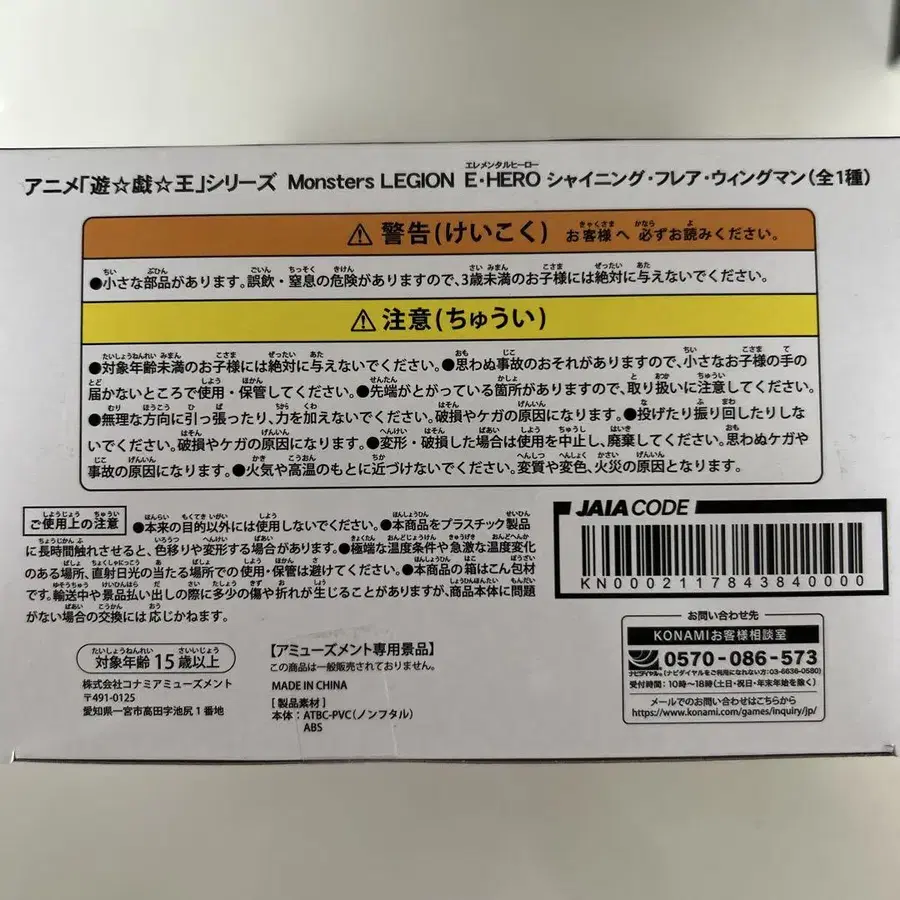 エレメンタルヒーロー
アニメ「遊☆戯☆王」シリーズ Monsters LEGION E・HERO シャイニング・フレア・ウィングマン(全1種)
⚠ 警告(けいこく) お客様へ 必ずお読みください。
●小さな部品があります。誤飲・窒息の危険がありますので、3歳未満のお子様には絶対に与えないでください。
⚠ 注意(ちゅうい)
●対象年齢未満のお子様には絶対に与えないでください。●思わぬ事故のおそれがありますので、小さなお子様の手の
届かないところで使用・保管してください。●先端がとがっている箇所がありますので、取り扱いに注意してください。
●無理な方向に引っ張ったり、力を加えないでください。破損やケガの原因になります。●投げたり振り回したりしな
いでください。破損やケガの原因になります。●変形・破損した場合は使用を中止し、廃棄してください。思わぬケガや
事故の原因になります。●火気や高温のもとに近づけないでください。変質や変色、火災の原因となります。
ご使用上の注意 ●本来の目的以外には使用しないでください。●本商品をプラスチック製品
に長時間触れさせると、色移りや変形する場合があります。●極端な温度条件や急激な温度変化
のある場所、直射日光の当たる場所での使用・保管は避けてください。●本商品の箱はこん包材
です。輸送中や景品払い出しの際に多少の傷や折れが生じることがありますが、商品本体に問題
がない場合の交換には応じかねます。
JAIA CODE
KN00021178438400000
対象年齢 15歳以上
株式会社コナミアミューズメント
〒491-0125
愛知県一宮市高田字池尻1番地
【アミューズメント専用景品】
この商品は一般販売されておりません。
MADE IN CHINA
[製品素材]
本体:ATBC-PVC(ノンフタル)
ABS
お問い合わせ先
KONAMIお客様相談室
ナビダイヤル 0570-086-573
(ナビダイヤルをご利用になれない方:03-6636-0580)
受付時間:10時～18時(土日・祝日・年末年始を除く)
メールでのお問い合わせはこちらから
https://www.konami.com/games/inquiry/jp/